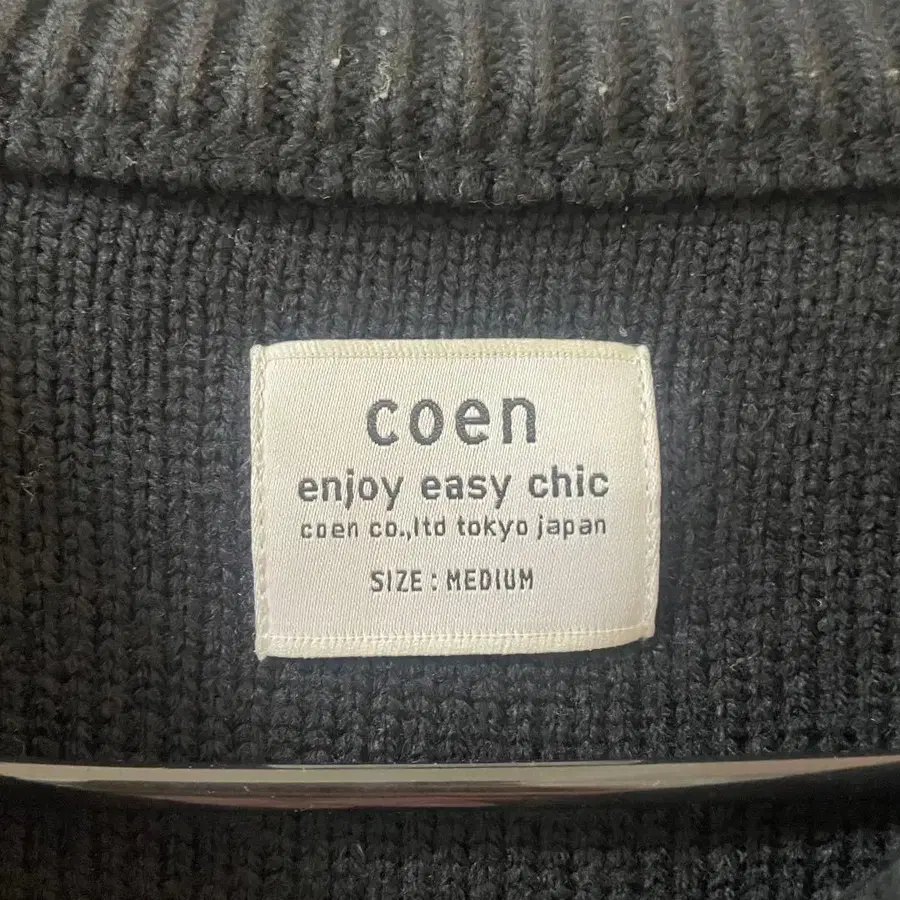 coen
enjoy easy chic
coen co.,ltd tokyo japan
SIZE : MEDIUM